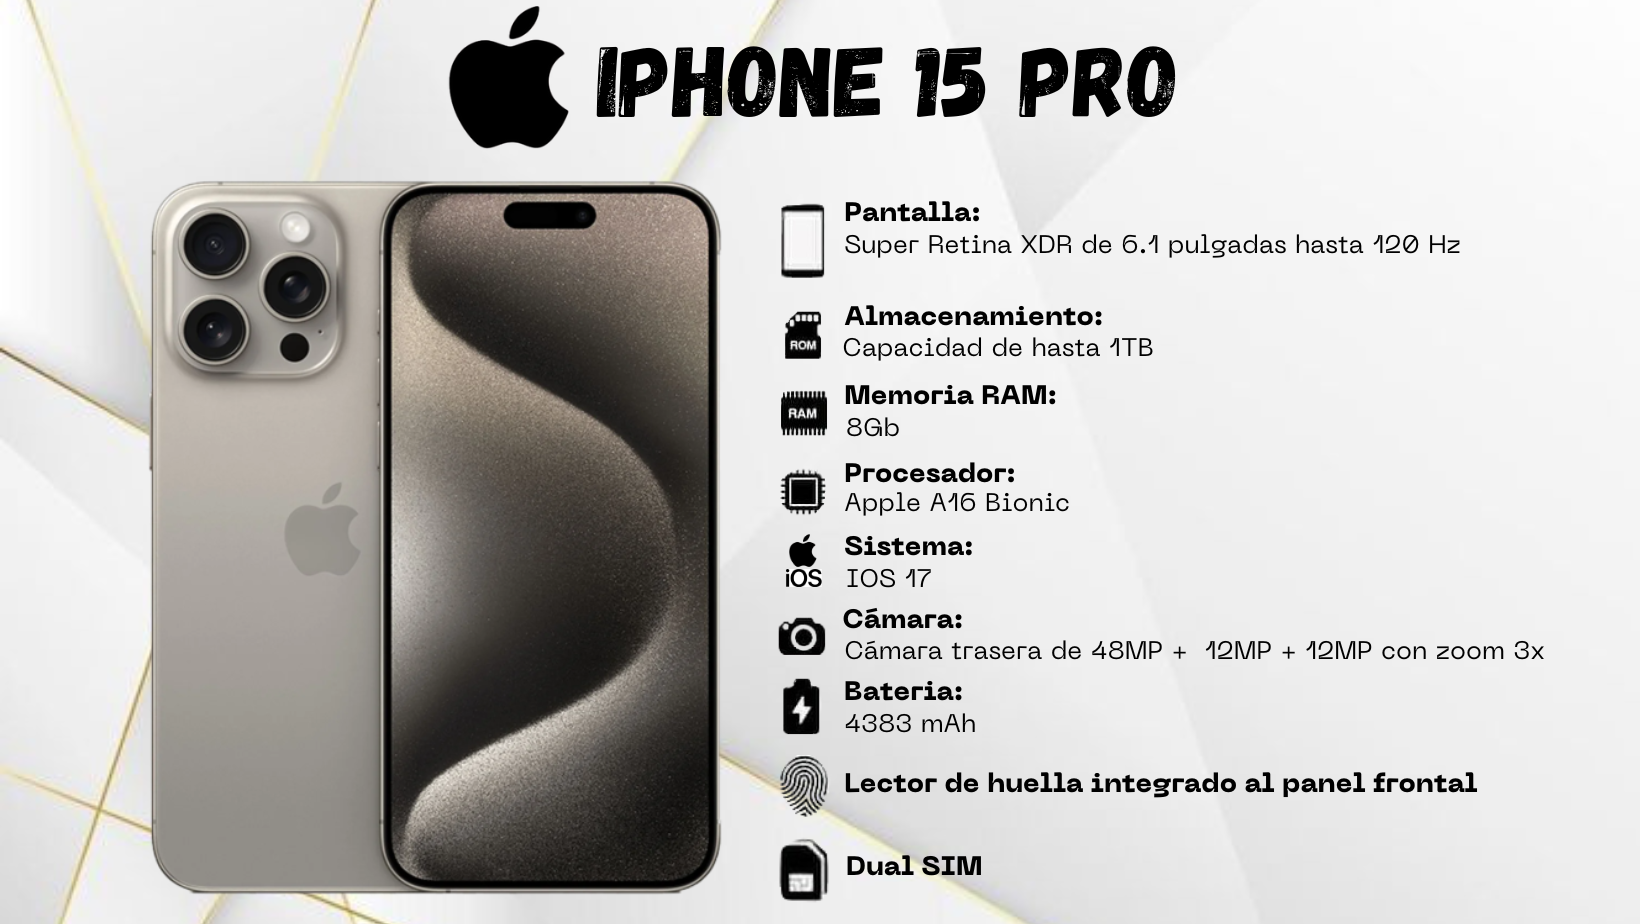 IPHONE 15 PRO
Pantalla:
Super Retina XDR de 6.1 pulgadas hasta 120 Hz
ROM
Almacenamiento:
Capacidad de hasta 1TB
RAM
Memoria RAM:
8Gb
Procesador:
Apple A16 Bionic
iOS
Sistema:
IOS 17
Cámara:
Cámara trasera de 48MP +  12MP + 12MP con zoom 3x
Bateria:
4383 mAh
Lector de huella integrado al panel frontal
Dual SIM